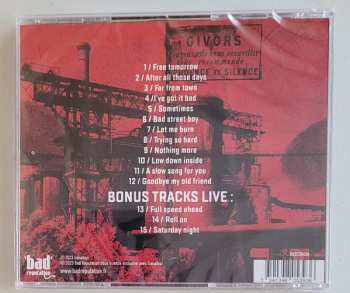 GIVORS
1 / Free tomorrow
2 / After all those days
3 / Far from town
4 / I've got it bad
5 / Sometimes
6 / Bad street boy
7 / Let me burn
8 / Trying so hard
9 / Nothing more
10 / Low down inside
11 / A slow song for you
12 / Goodbye my old friend
BONUS TRACKS LIVE :
13 / Full speed ahead
14 / Roll on
15 / Saturday night
bad
reputation
www.badreputation.fr